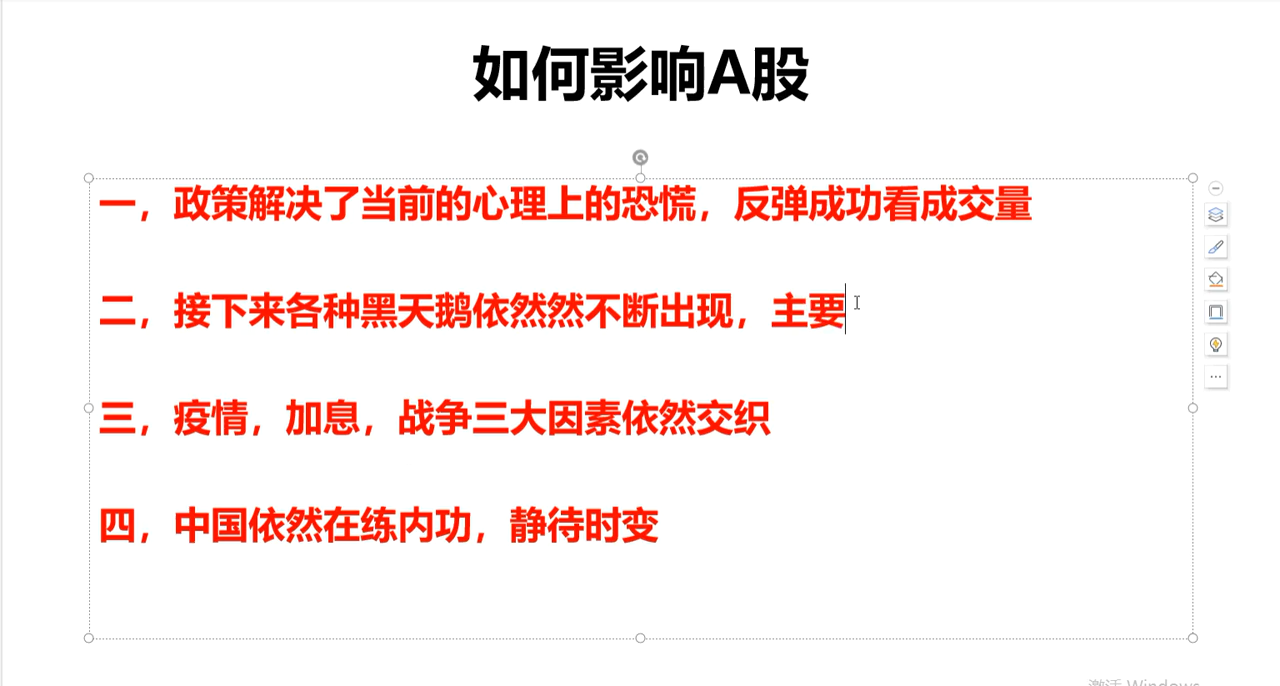 如何影响A股
一，政策解决了当前的心理上的恐慌，反弹成功看成交量
二，接下来各种黑天鹅依然然不断出现，主要
三，疫情，加息，战争三大因素依然交织
四，中国依然在练内功，静待时变
激活 Windows